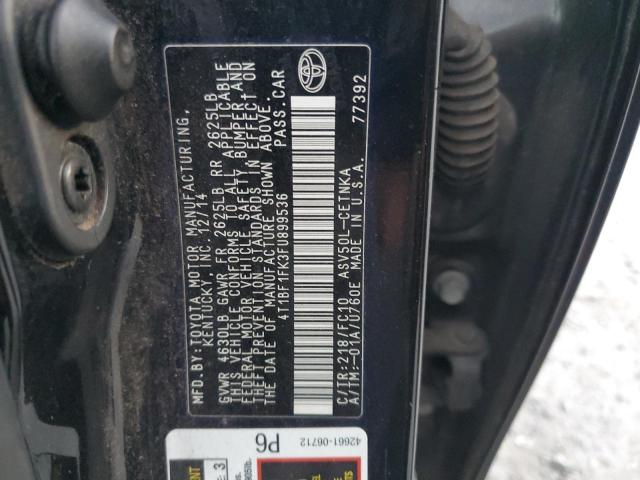 MFD.BY:TOYOTA MOTOR MANUFACTURING,
KENTUCKY, INC. 12/14
GVWR 4630LB GAWR FR 2625LB RR 2625LB
THIS VEHICLE CONFORMS TO ALL APPLICABLE
FEDERAL MOTOR VEHICLE SAFETY, BUMPER AND
THEFT PREVENTION STANDARDS IN EFFECT ON
THE DATE OF MANUFACTURE SHOWN ABOVE.
4T1BF1FK3FU899536 PASS.CAR
C/TR:218/FC10 ASV50L-CETNKA
A/TM:-01A/U760E MADE IN U.S.A. 77392
42661-06712
P6
3